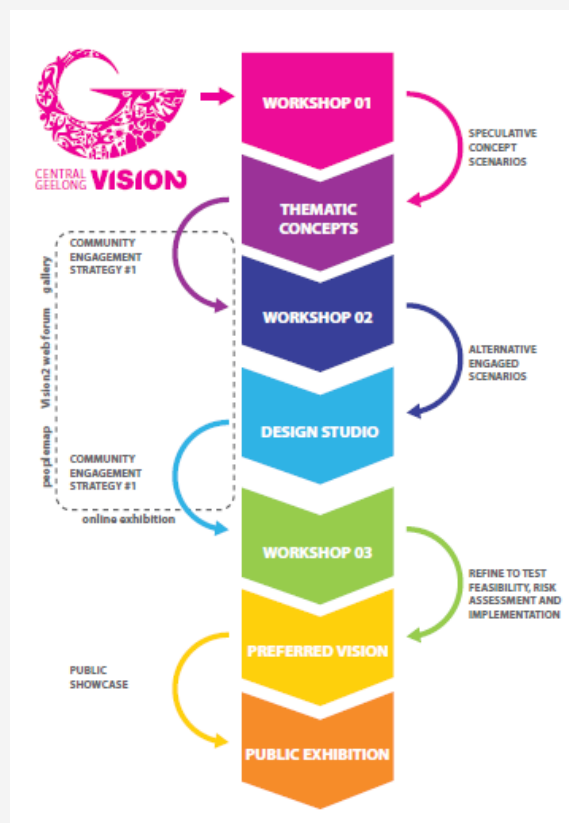 WORKSHOP 01
CENTRAL
GEELONG VISION2
SPECULATIVE
CONCEPT
SCENARIOS
THEMATIC
CONCEPTS
COMMUNITY
ENGAGEMENT
STRATEGY #1
gallery
Vision2 web forum
peoplemap
WORKSHOP 02
ALTERNATIVE
ENGAGED
SCENARIOS
DESIGN STUDIO
COMMUNITY
ENGAGEMENT
STRATEGY #1
online exhibition
WORKSHOP 03
REFINE TO TEST
FEASIBILITY, RISK
ASSESSMENT AND
IMPLEMENTATION
PREFERRED VISION
PUBLIC
SHOWCASE
PUBLIC EXHIBITION